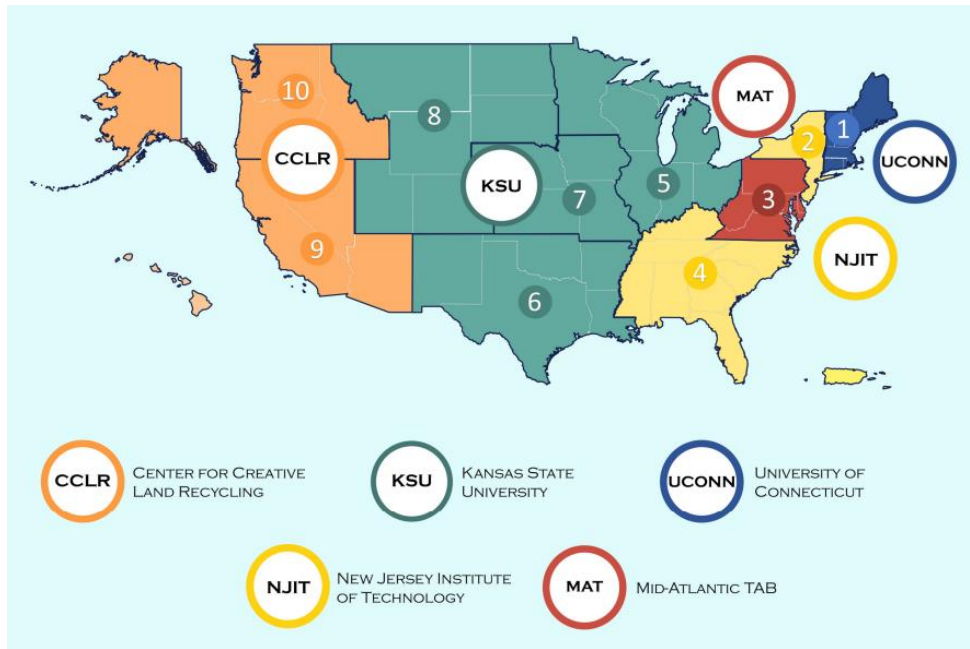 MAT
10
1
2
8
CCLR
UCONN
KSU
5
7
3
9
NJIT
4
6
CCLR
CENTER FOR CREATIVE
LAND RECYCLING
KSU
KANSAS STATE
UNIVERSITY
UCONN
UNIVERSITY OF
CONNECTICUT
NJIT
NEW JERSEY INSTITUTE
OF TECHNOLOGY
MAT
MID-ATLANTIC TAB